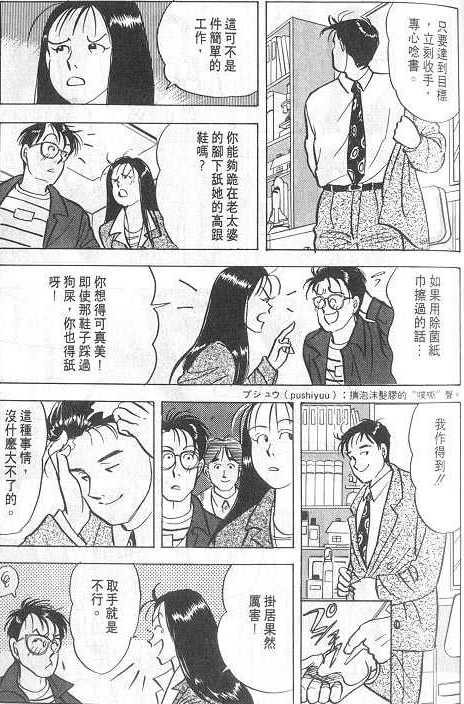 只要達到目標
，立刻收手，
專心唸書。
這可不是
件簡單的
工作，
你能夠跪在老太婆
的腳下舐她的高跟
鞋嗎？
如果用除菌紙
巾擦過的話…
你想得可真美！
即使那鞋子踩過
狗屎，你也得舐
呀！
プシュウ（pushiyuu）：擠泡沫髮膠的“噗嘶”聲。
我作得到!!
這種事情，
沒什麼大不了的。
掛居果然
厲害！
取手就是
不行。